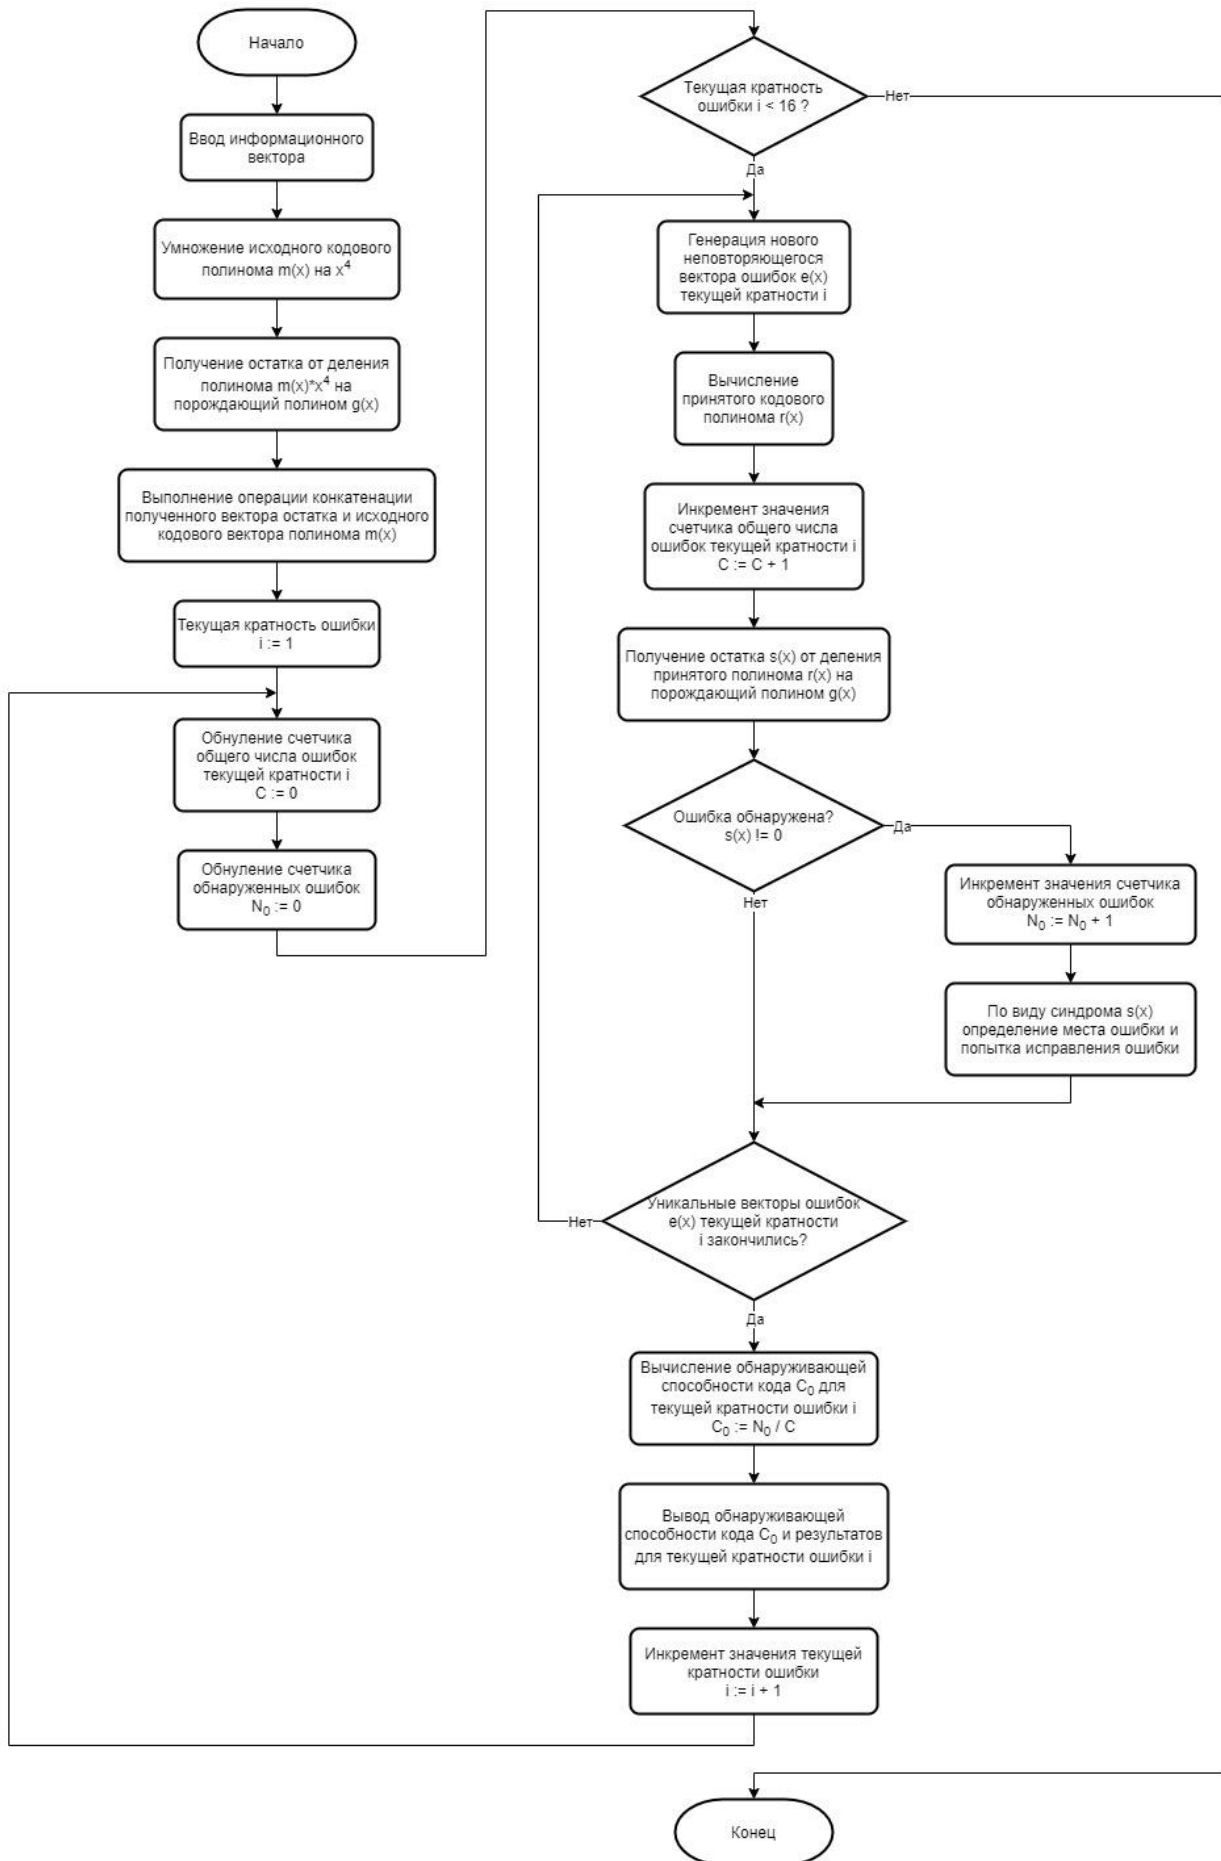 Начало
Ввод информационного
вектора
Умножение исходного кодового
полинома m(x) на x⁴
Получение остатка от деления
полинома m(x)*x⁴ на
порождающий полином g(x)
Выполнение операции конкатенации
полученного вектора остатка и исходного
кодового вектора полинома m(x)
Текущая кратность ошибки
i := 1
Обнуление счетчика
общего числа ошибок
текущей кратности i
C := 0
Обнуление счетчика
обнаруженных ошибок
N₀ := 0
Текущая кратность
ошибки i < 16 ?
Нет
Да
Генерация нового
неповторяющегося
вектора ошибок e(x)
текущей кратности i
Вычисление
принятого кодового
полинома r(x)
Инкремент значения
счетчика общего числа
ошибок текущей кратности i
C := C + 1
Получение остатка s(x) от деления
принятого полинома r(x) на
порождающий полином g(x)
Ошибка обнаружена?
s(x) != 0
Да
Нет
Инкремент значения счетчика
обнаруженных ошибок
N₀ := N₀ + 1
По виду синдрома s(x)
определение места ошибки и
попытка исправления ошибки
Уникальные векторы ошибок
e(x) текущей кратности
i закончились?
Нет
Да
Вычисление обнаруживающей
способности кода C₀ для
текущей кратности ошибки i
C₀ := N₀ / C
Вывод обнаруживающей
способности кода C₀ и результатов
для текущей кратности ошибки i
Инкремент значения текущей
кратности ошибки
i := i + 1
Конец